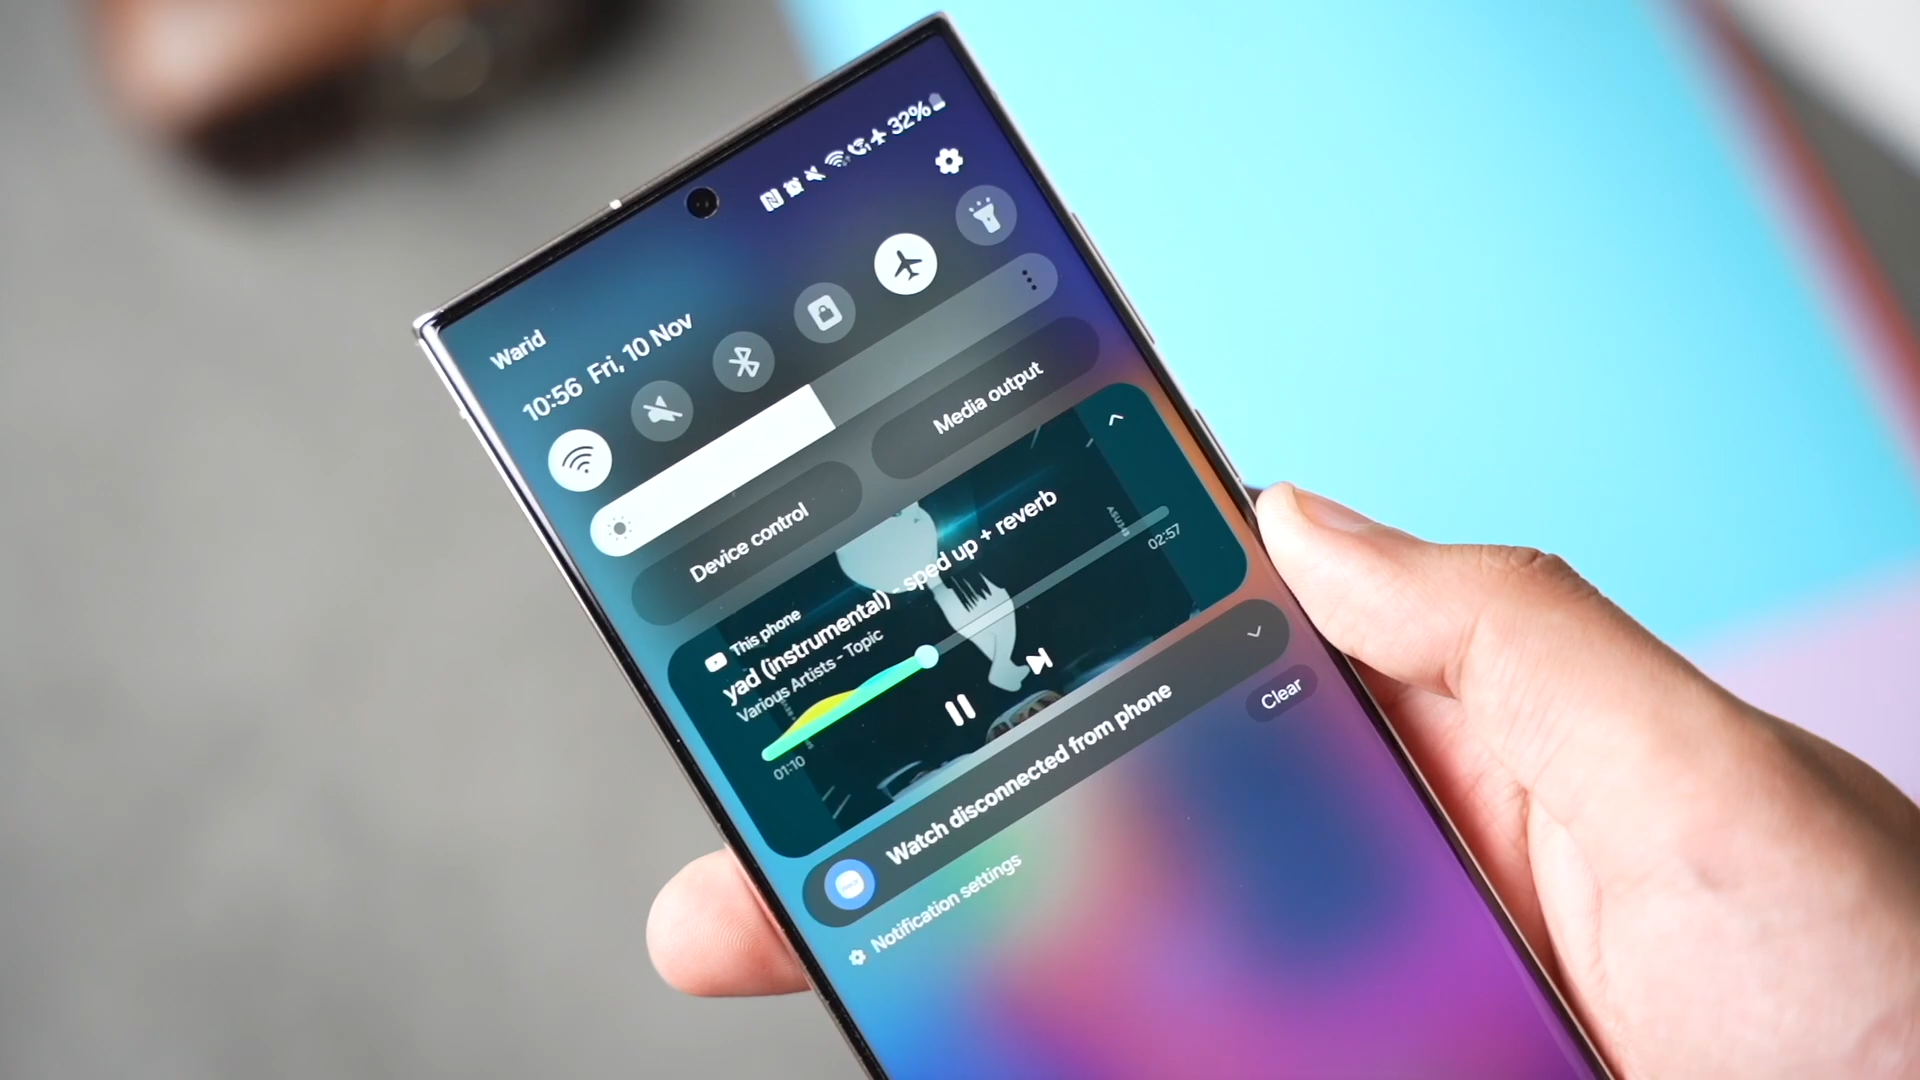 32%
Warid
10:56 Fri, 10 Nov
Device control
Media output
This phone
yad (instrumental) - sped up + reverb
Various Artists - Topic
01:10
02:57
Watch disconnected from phone
Notification settings
Clear